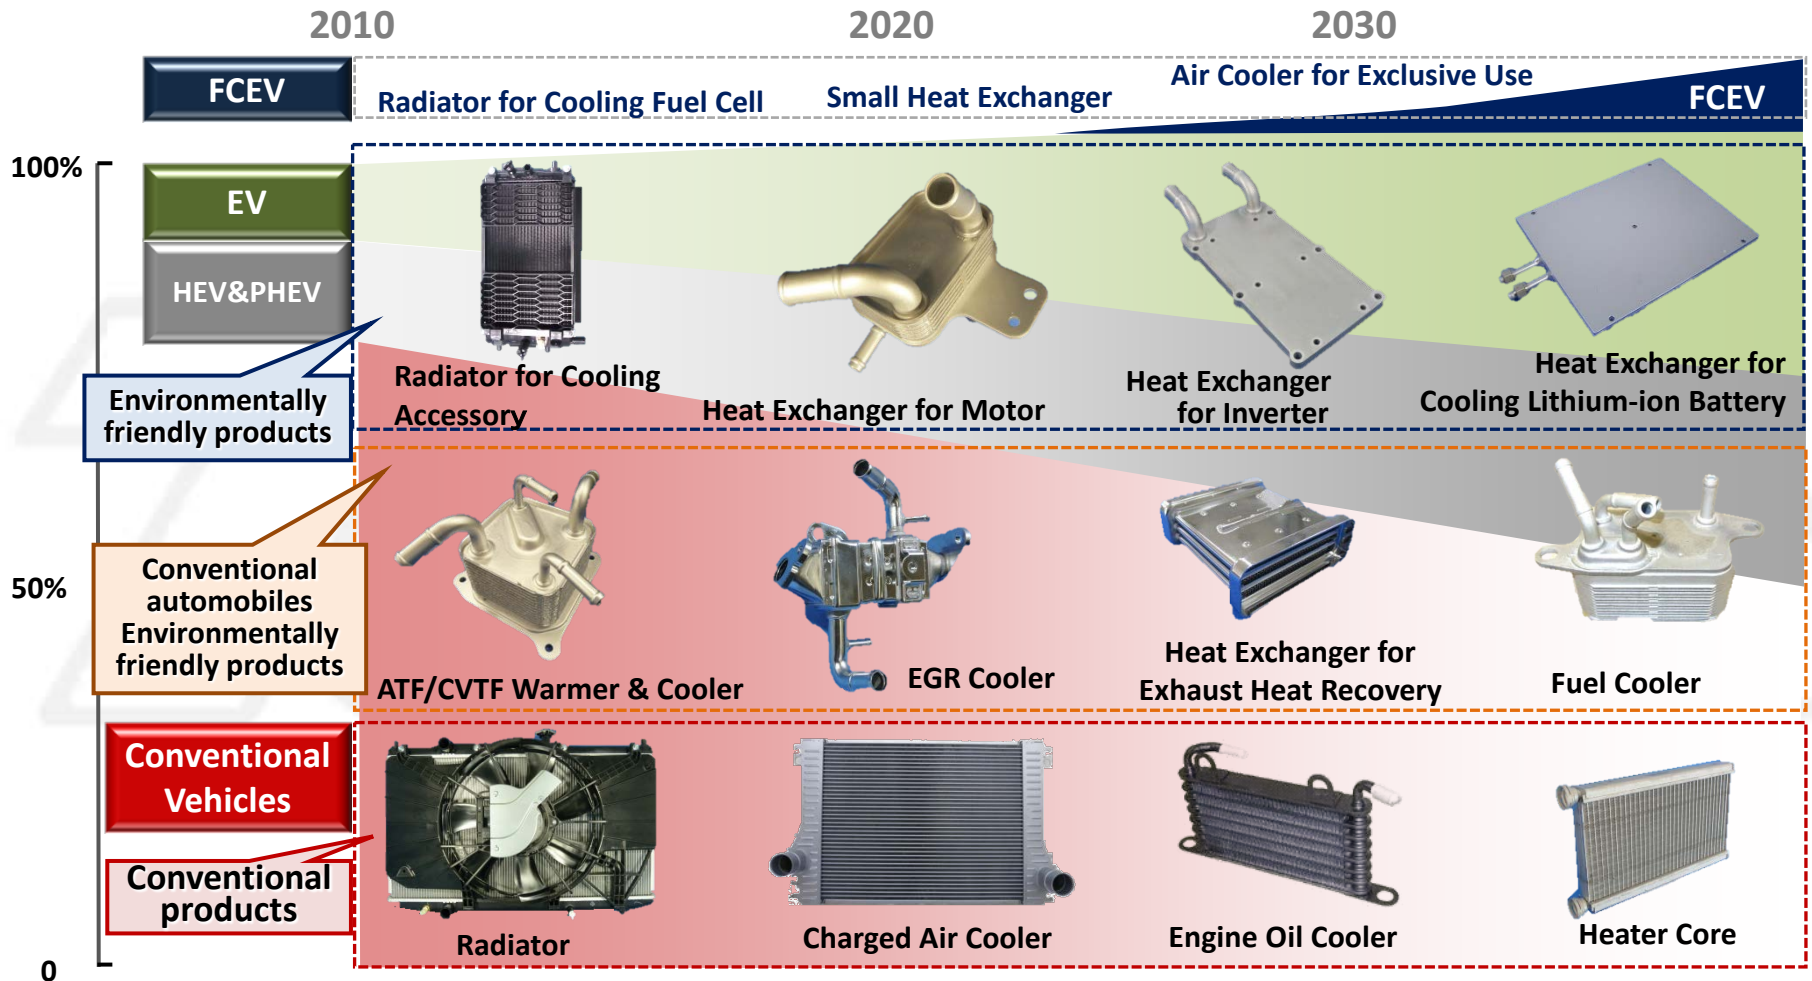 2010
2020
2030
FCEV
Radiator for Cooling Fuel Cell
Small Heat Exchanger
Air Cooler for Exclusive Use
FCEV
100%
EV
HEV&PHEV
Environmentally
friendly products
Radiator for Cooling
Accessory
Heat Exchanger for Motor
Heat Exchanger
for Inverter
Heat Exchanger for
Cooling Lithium-ion Battery
50%
Conventional
automobiles
Environmentally
friendly products
ATF/CVTF Warmer & Cooler
EGR Cooler
Heat Exchanger for
Exhaust Heat Recovery
Fuel Cooler
Conventional
Vehicles
Conventional
products
Radiator
Charged Air Cooler
Engine Oil Cooler
Heater Core
0